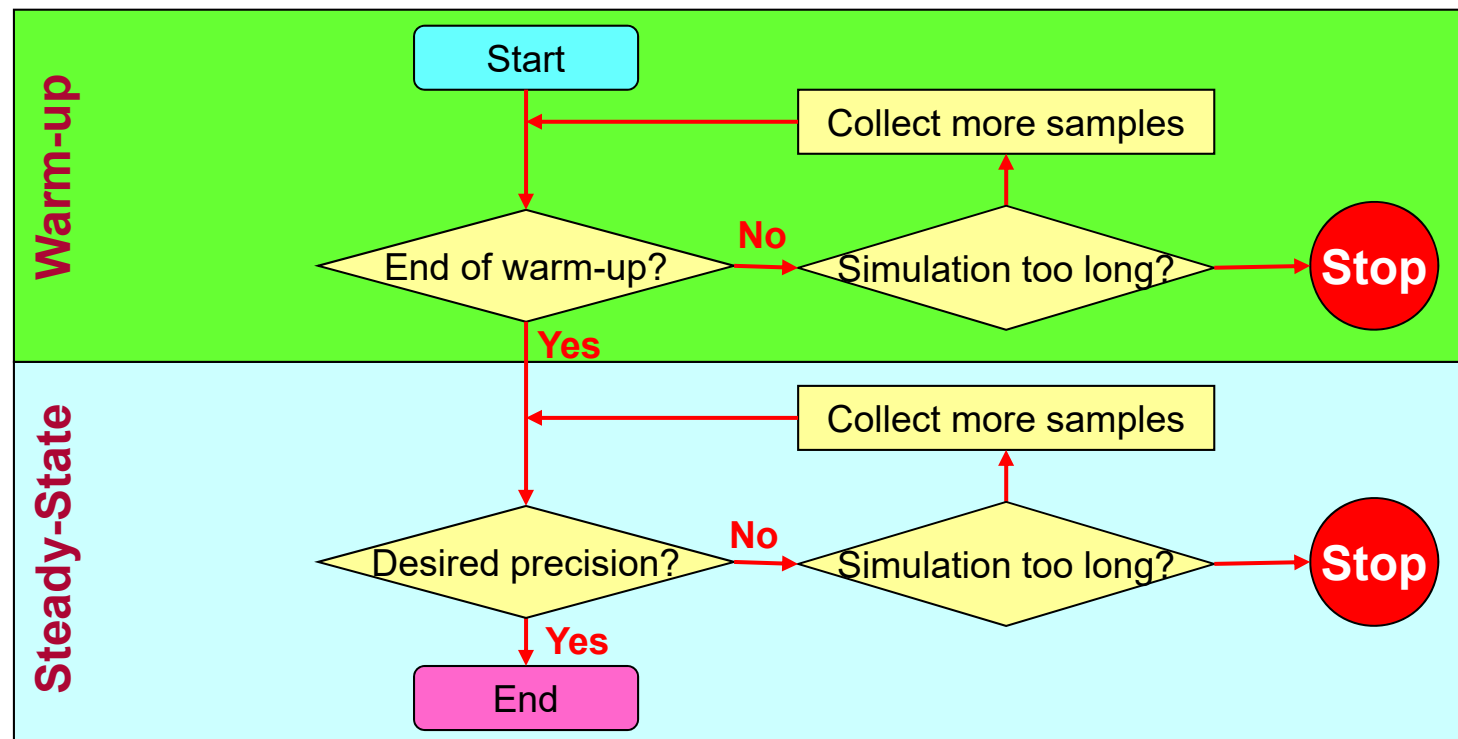 Warm-up
Start
Collect more samples
End of warm-up?
No
Simulation too long?
Stop
Yes
Steady-State
Collect more samples
Desired precision?
No
Simulation too long?
Stop
Yes
End